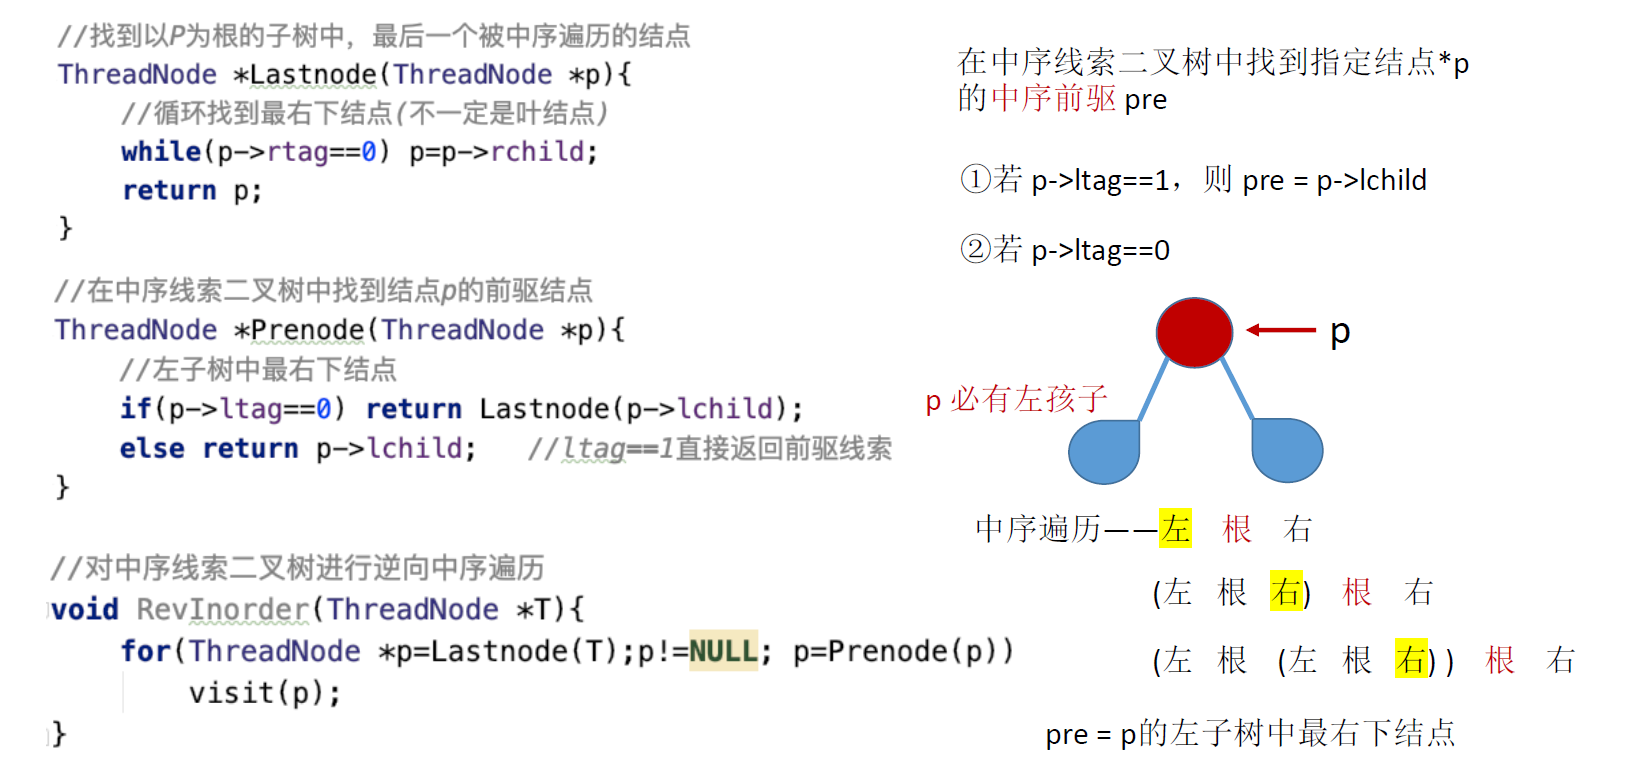 //找到以P为根的子树中，最后一个被中序遍历的结点
ThreadNode *Lastnode(ThreadNode *p){
//循环找到最右下结点(不一定是叶结点)
while(p->rtag==0) p=p->rchild;
return p;
}
//在中序线索二叉树中找到结点p的前驱结点
ThreadNode *Prenode(ThreadNode *p){
//左子树中最右下结点
if(p->ltag==0) return Lastnode(p->lchild);
else return p->lchild;   //ltag==1直接返回前驱线索
}
//对中序线索二叉树进行逆向中序遍历
void RevInorder(ThreadNode *T){
for(ThreadNode *p=Lastnode(T);p!=NULL; p=Prenode(p))
visit(p);
}
在中序线索二叉树中找到指定结点*p
的中序前驱 pre
①若 p->ltag==1，则 pre = p->lchild
②若 p->ltag==0
p
p 必有左孩子
中序遍历——左 根 右
(左 根 右) 根 右
(左 根 (左 根 右) ) 根 右
pre = p的左子树中最右下结点